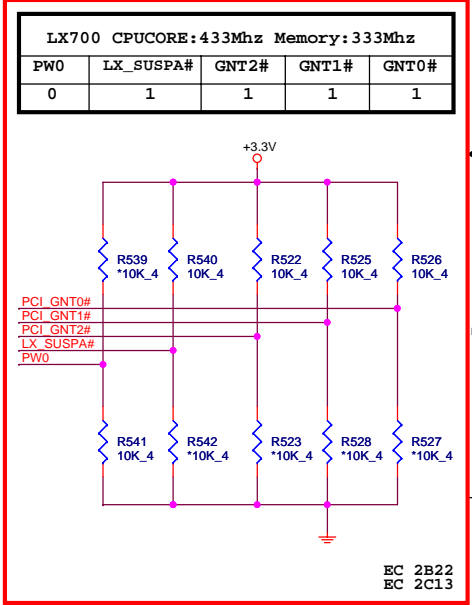 LX700 CPUCORE:433Mhz Memory:333Mhz
PW0 LX_SUSPA# GNT2# GNT1# GNT0#
0 1 1 1 1
+3.3V
R539 R540 R522 R525 R526
*10K_4 10K_4 10K_4 10K_4 10K_4
PCI_GNT0#
PCI_GNT1#
PCI_GNT2#
LX_SUSPA#
PW0
R541 R542 R523 R528 R527
10K_4 *10K_4 *10K_4 *10K_4 *10K_4
EC 2B22
EC 2C13